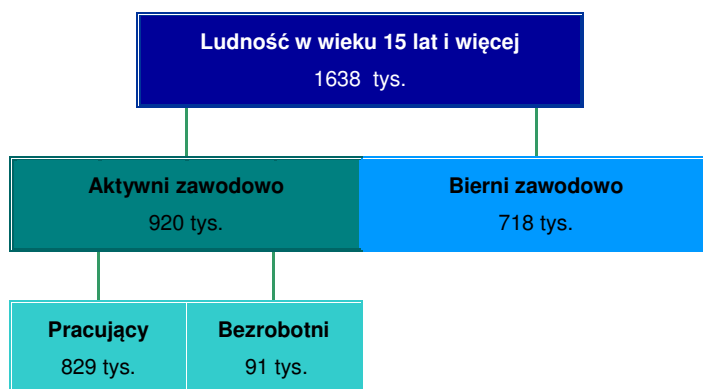 Ludność w wieku 15 lat i więcej
1638 tys.
Aktywni zawodowo
920 tys.
Bierni zawodowo
718 tys.
Pracujący
829 tys.
Bezrobotni
91 tys.